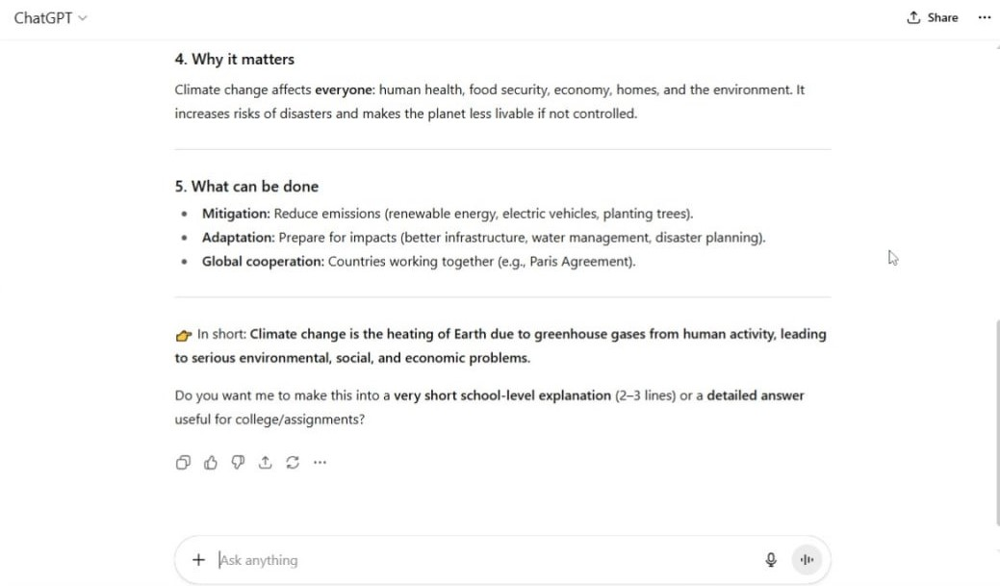 ChatGPT
Share
4. Why it matters
Climate change affects everyone: human health, food security, economy, homes, and the environment. It
increases risks of disasters and makes the planet less livable if not controlled.
5. What can be done
• Mitigation: Reduce emissions (renewable energy, electric vehicles, planting trees).
• Adaptation: Prepare for impacts (better infrastructure, water management, disaster planning).
• Global cooperation: Countries working together (e.g., Paris Agreement).
👉 In short: Climate change is the heating of Earth due to greenhouse gases from human activity, leading
to serious environmental, social, and economic problems.
Do you want me to make this into a very short school-level explanation (2–3 lines) or a detailed answer
useful for college/assignments?
Ask anything